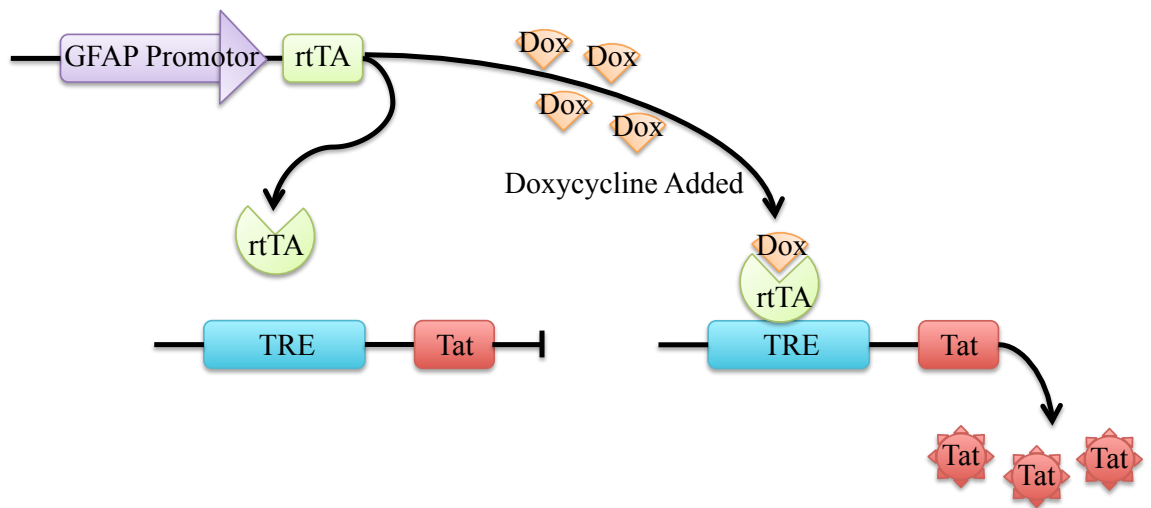 GFAP Promotor
rtTA
Dox
Dox
Dox
Dox
Doxycycline Added
rtTA
Dox
rtTA
TRE
Tat
TRE
Tat
Tat
Tat
Tat